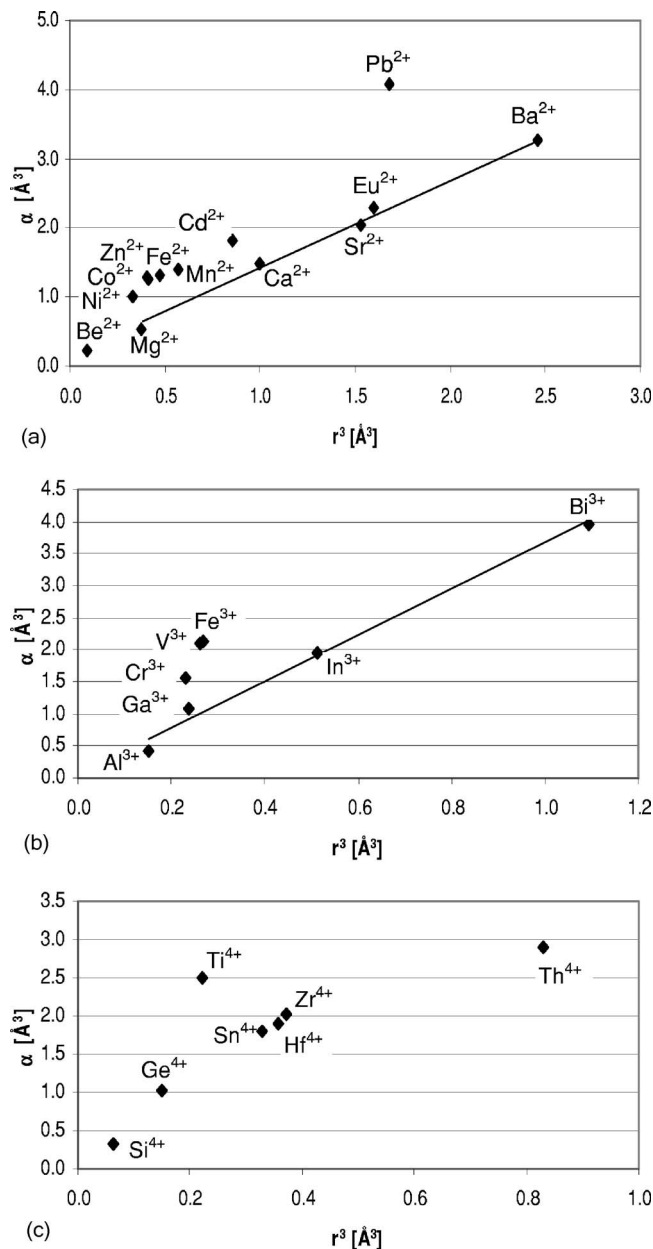 5.0
4.0
3.0
2.0
1.0
0.0
α [Å³]
Pb²⁺
Ba²⁺
Eu²⁺
Sr²⁺
Cd²⁺
Zn²⁺ Fe²⁺
Co²⁺ Mn²⁺
Ca²⁺
Ni²⁺
Be²⁺
Mg²⁺
0.0 0.5 1.0 1.5 2.0 2.5 3.0
r³ [Å³]
(a)
4.5
4.0
3.5
3.0
2.5
2.0
1.5
1.0
0.5
0.0
α [Å³]
Bi³⁺
Fe³⁺
V³⁺
In³⁺
Cr³⁺
Ga³⁺
Al³⁺
0.0 0.2 0.4 0.6 0.8 1.0 1.2
r³ [Å³]
(b)
3.5
3.0
2.5
2.0
1.5
1.0
0.5
0.0
α [Å³]
Ti⁴⁺
Th⁴⁺
Zr⁴⁺
Sn⁴⁺
Hf⁴⁺
Ge⁴⁺
Si⁴⁺
0.0 0.2 0.4 0.6 0.8 1.0
r³ [Å³]
(c)